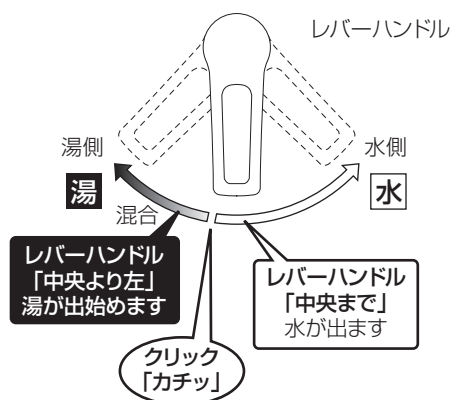 レバーハンドル
湯側
水側
湯
水
混合
レバーハンドル
「中央より左」
湯が出始めます
レバーハンドル
「中央まで」
水が出ます
クリック
「カチッ」